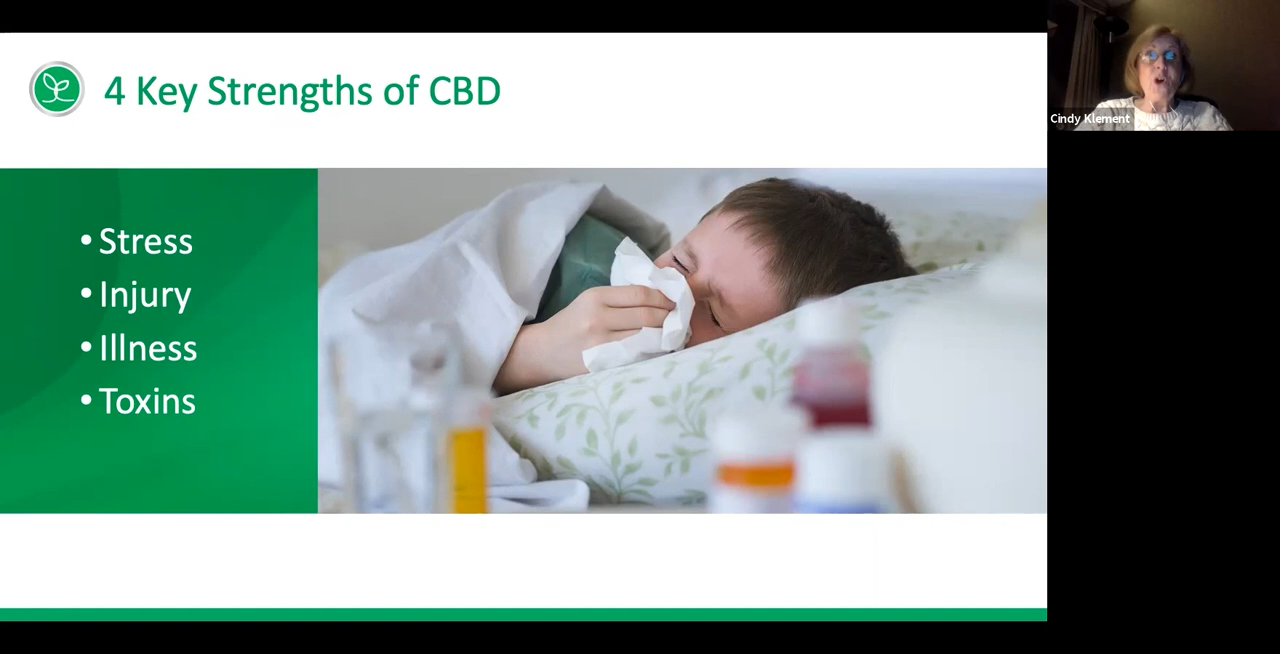 4 Key Strengths of CBD
• Stress
• Injury
• Illness
• Toxins
Cindy Klement